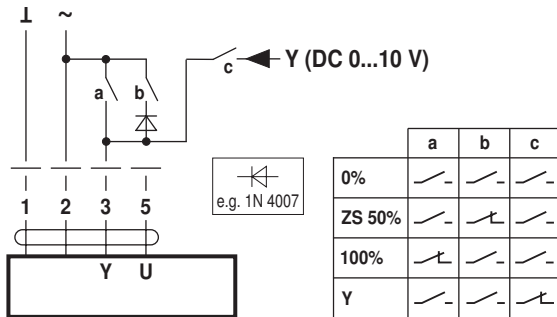 ⊥ ~
Y (DC 0...10 V)
c
a b
e.g. 1N 4007
1 2 3 5
Y U
a b c
0%
ZS 50%
100%
Y